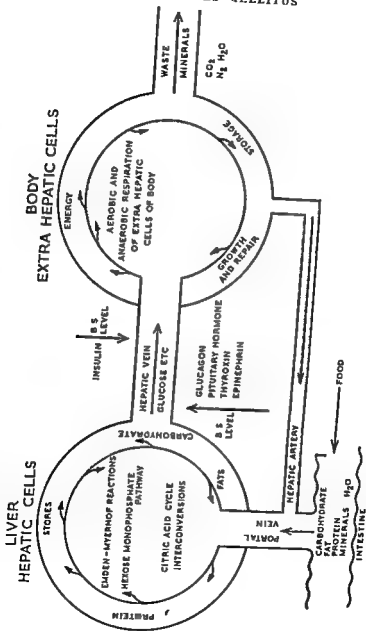 LIVER
HEPATIC CELLS
STORES
EMDEN-MYERHOF REACTIONS
HEXOSE MONOPHOSPHATE
PATHWAY
CITRIC ACID CYCLE
INTERCONVERSIONS
PROTEIN
FATS
CARBOHYDRATE
HEPATIC VEIN
GLUCOSE ETC
INSULIN
B S
LEVEL
B S
LEVEL
GLUCAGON
PITUITARY HORMONE
THYROXIN
EPINEPHRIN
BODY
EXTRA HEPATIC CELLS
ENERGY
AEROBIC AND
ANAEROBIC RESPIRATION
OF EXTRA HEPATIC
CELLS OF BODY
STORAGE
GROWTH
AND REPAIR
WASTE
MINERALS
CO2
N2 H2O
PORTAL
VEIN
HEPATIC ARTERY
FOOD
CARBOHYDRATE
FAT
PROTEIN
MINERALS H2O
INTESTINE